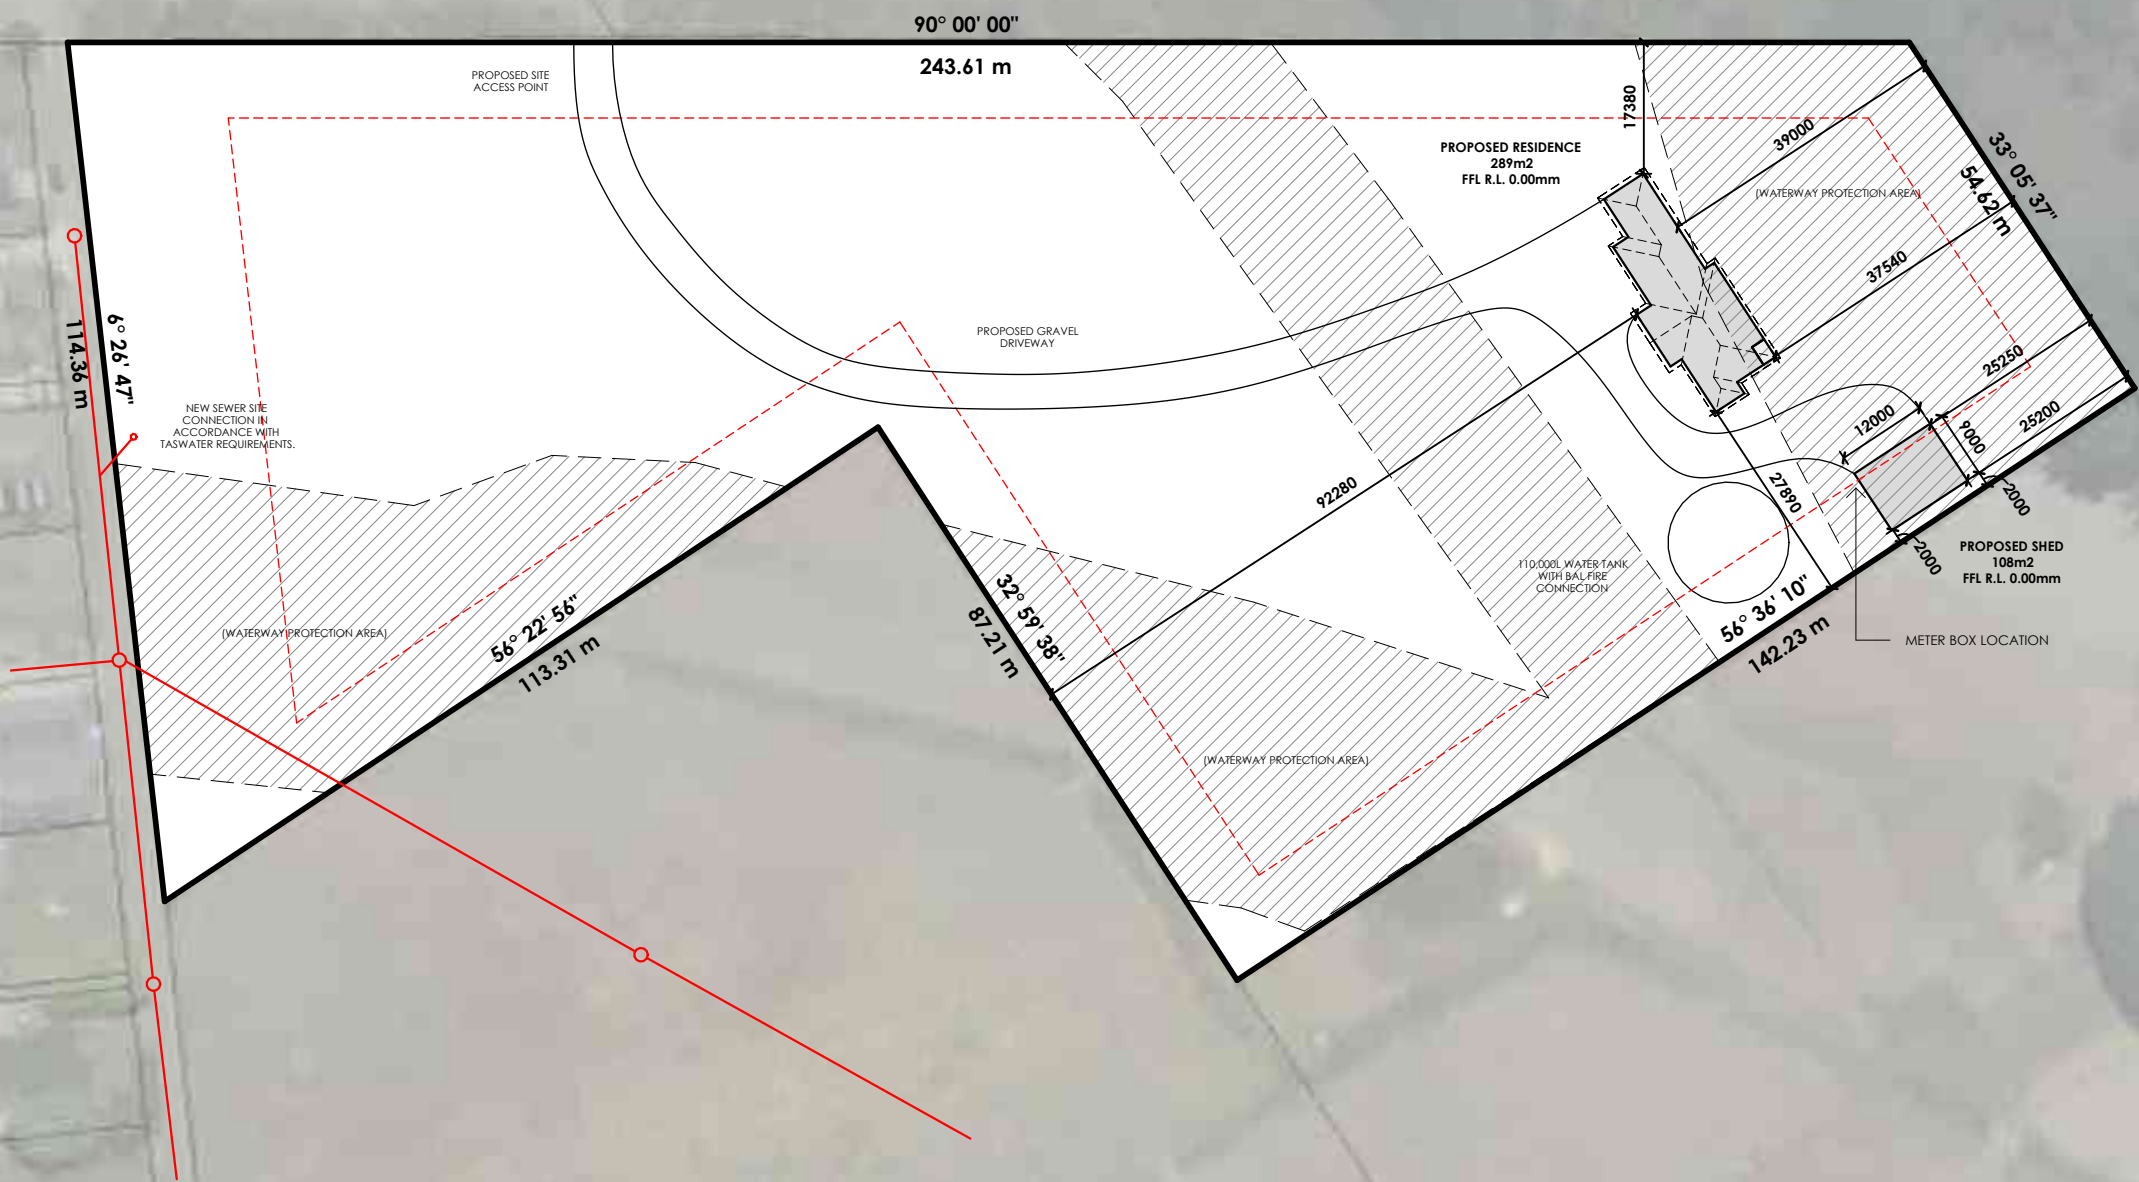 90° 00' 00"
243.61 m
PROPOSED SITE
ACCESS POINT
17380
39000
33° 05' 37"
54.62 m
PROPOSED RESIDENCE
289m2
FFL R.L. 0.00mm
(WATERWAY PROTECTION AREA)
37540
6° 26' 47"
114.36 m
PROPOSED GRAVEL
DRIVEWAY
25250
NEW SEWER SITE
CONNECTION IN
ACCORDANCE WITH
TASWATER REQUIREMENTS.
12000
9000
25200
92280
27890
2000
2000
PROPOSED SHED
108m2
FFL R.L. 0.00mm
110,000L WATER TANK
WITH BAL FIRE
CONNECTION
32° 59' 38"
87.21 m
56° 22' 56"
113.31 m
(WATERWAY PROTECTION AREA)
56° 36' 10"
142.23 m
METER BOX LOCATION
(WATERWAY PROTECTION AREA)